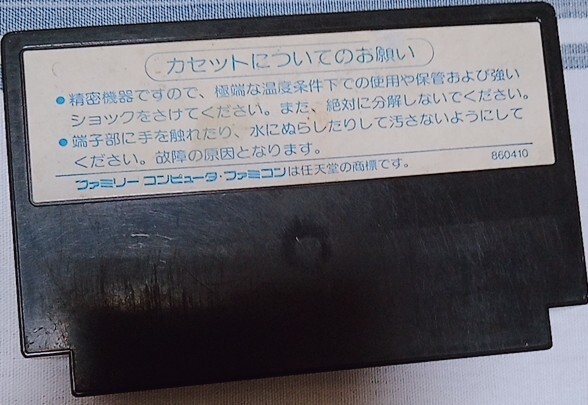 カセットについてのお願い
●精密機器ですので、極端な温度条件下での使用や保管および強い
ショックをさけてください。また、絶対に分解しないでください。
●端子部に手を触れたり、水にぬらしたりして汚さないようにして
ください。故障の原因となります。
ファミリーコンピュータ・ファミコンは任天堂の商標です。
860410